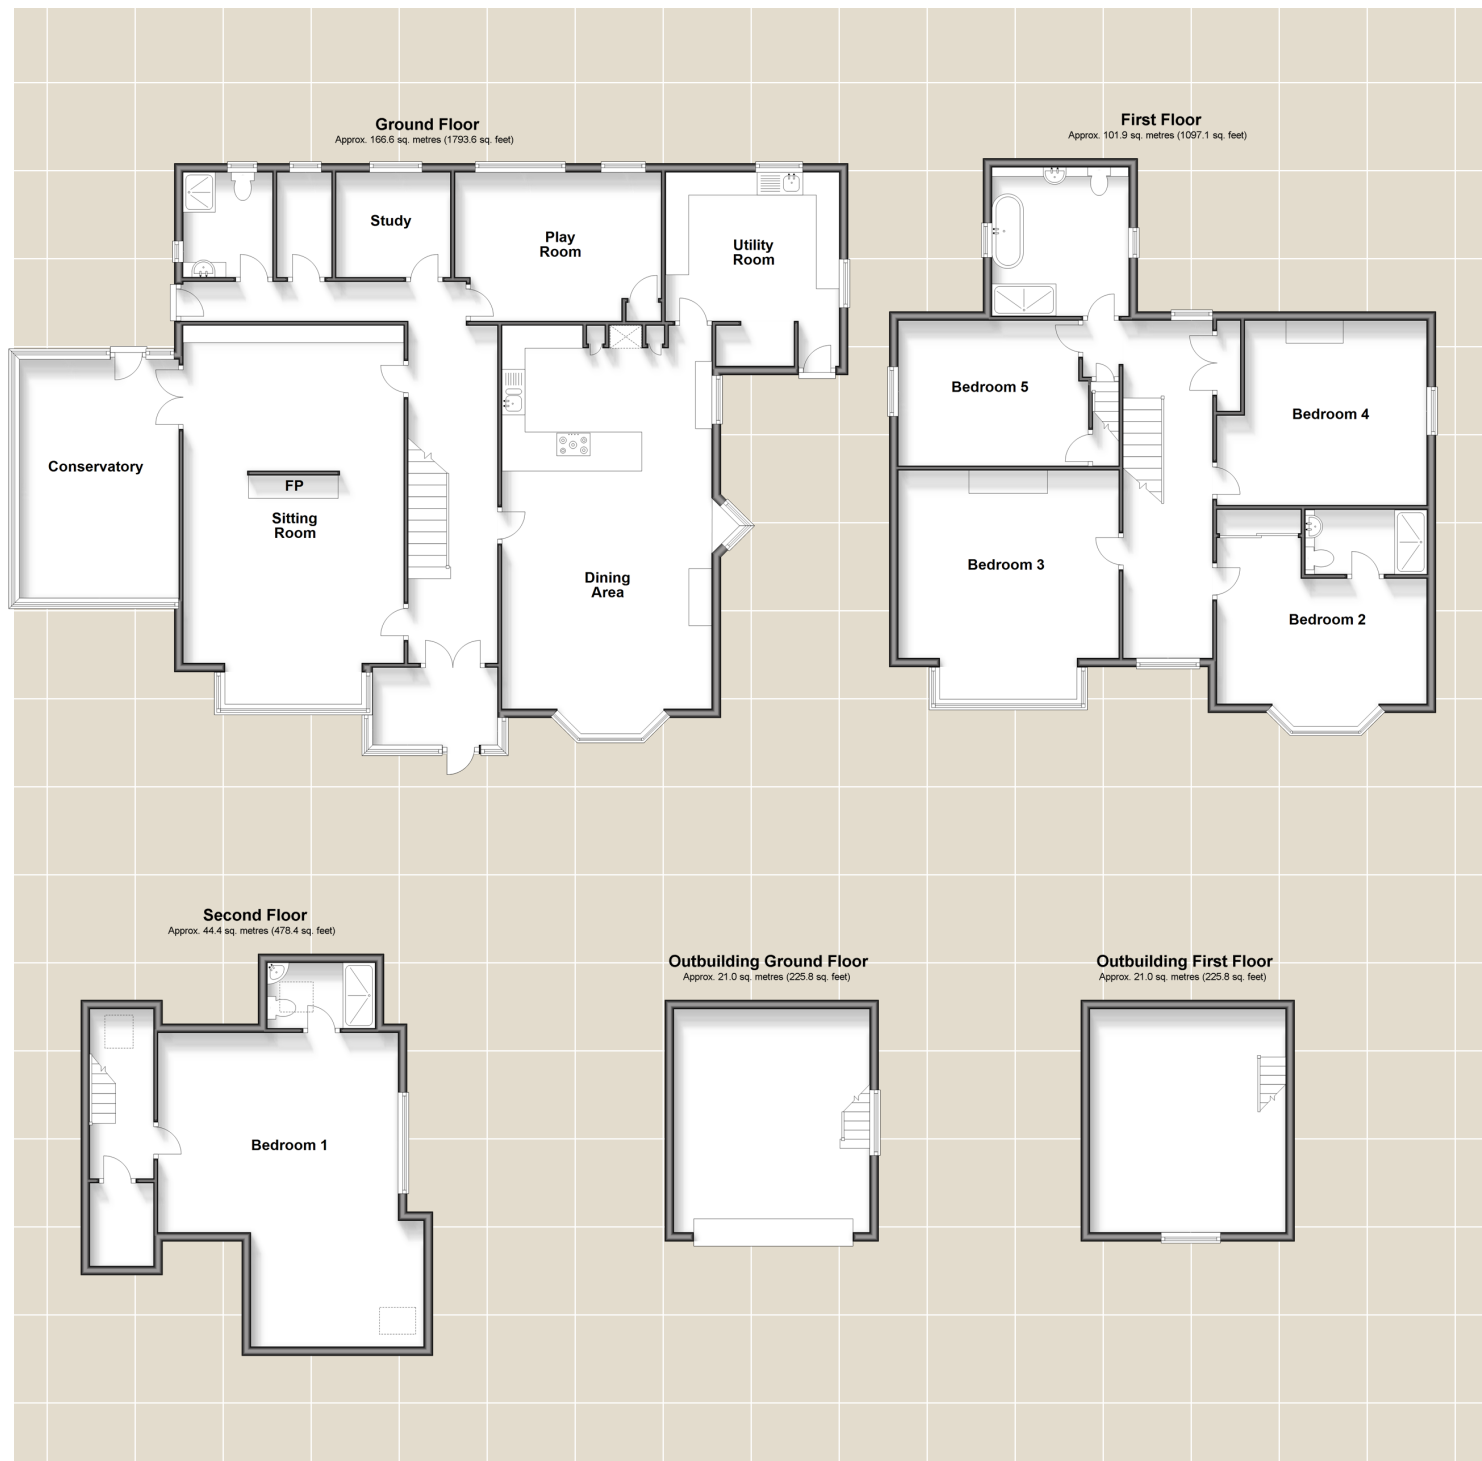 Ground Floor
Approx. 166.6 sq. metres (1793.6 sq. feet)
Study
Play
Room
Utility
Room
Conservatory
FP
Sitting
Room
Dining
Area
First Floor
Approx. 101.9 sq. metres (1097.1 sq. feet)
Bedroom 5
Bedroom 4
Bedroom 3
Bedroom 2
Second Floor
Approx. 44.4 sq. metres (478.4 sq. feet)
Bedroom 1
Outbuilding Ground Floor
Approx. 21.0 sq. metres (225.8 sq. feet)
Outbuilding First Floor
Approx. 21.0 sq. metres (225.8 sq. feet)